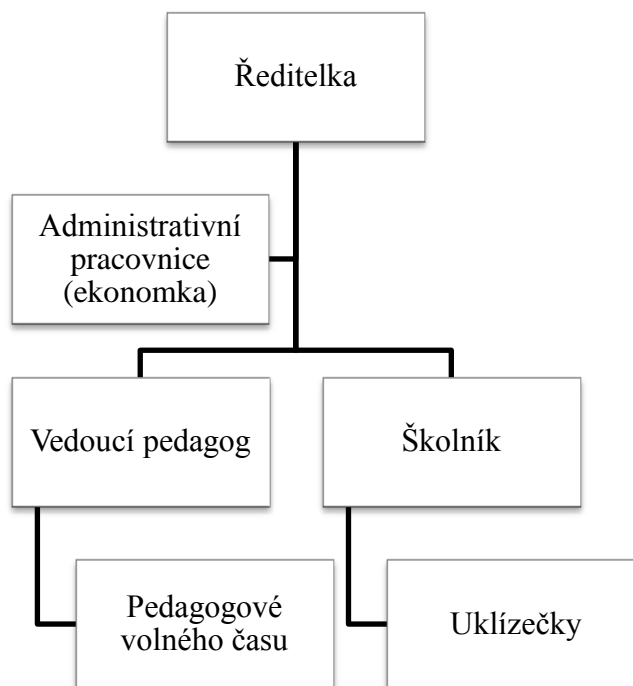 Ředitelka
Administrativní
pracovnice
(ekonomka)
Vedoucí pedagog
Školník
Pedagogové
volného času
Uklízečky